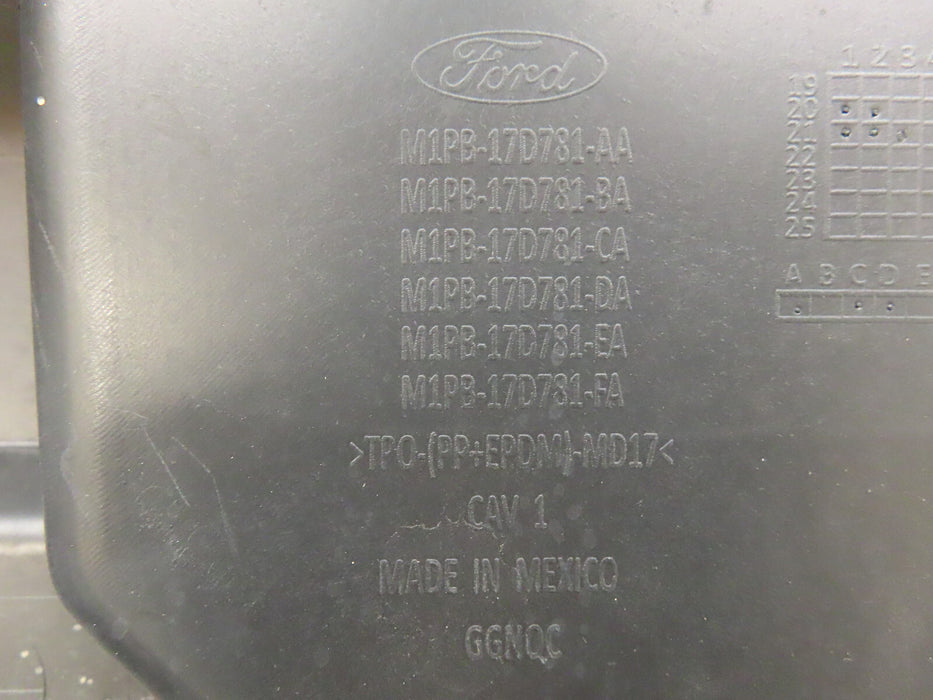 Ford
M1PB-17D781-AA
M1PB-17D781-BA
M1PB-17D781-CA
M1PB-17D781-DA
M1PB-17D781-EA
M1PB-17D781-FA
>TPO-(PP+EPDM)-MD17<
CAV 1
MADE IN MEXICO
GGNQC
1 2 3 4
19
20
21
22
23
24
25
A B C D E